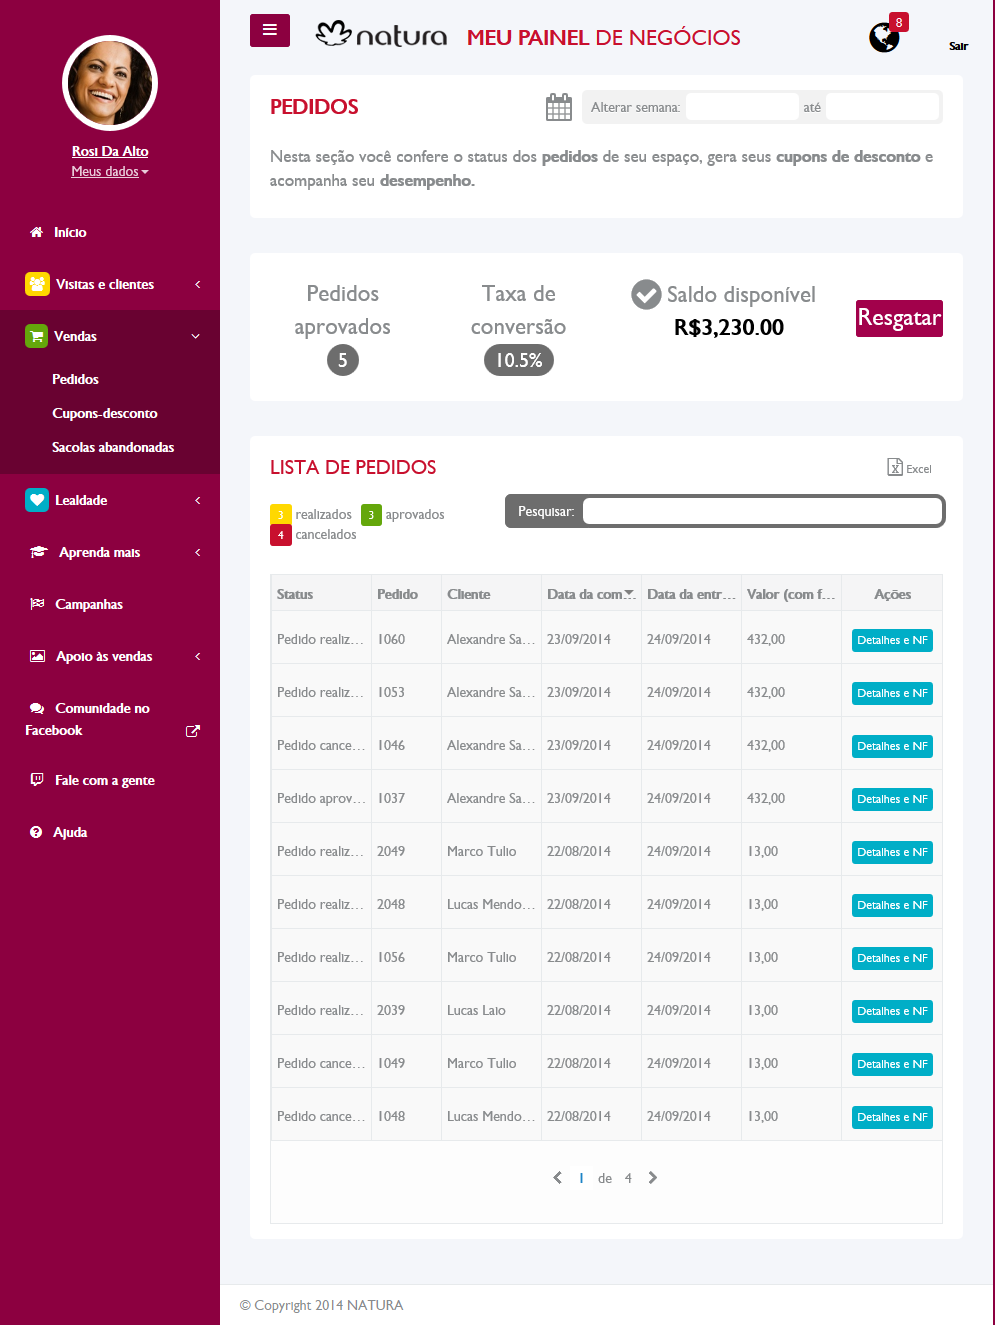 natura MEU PAINEL DE NEGÓCIOS
8
Sair
Rosi Da Alto
Meus dados
Início
Visitas e clientes
Vendas
Pedidos
Cupons-desconto
Sacolas abandonadas
Lealdade
Aprenda mais
Campanhas
Apoio às vendas
Comunidade no
Facebook
Fale com a gente
Ajuda
PEDIDOS
Alterar semana: até
Nesta seção você confere o status dos pedidos de seu espaço, gera seus cupons de desconto e
acompanha seu desempenho.
Pedidos
aprovados
5
Taxa de
conversão
10.5%
Saldo disponível
R$3,230.00
Resgatar
LISTA DE PEDIDOS
Excel
3 realizados 3 aprovados
4 cancelados
Pesquisar:
Status Pedido Cliente Data da com... Data da entr... Valor (com f... Ações
Pedido realiz... 1060 Alexandre Sa... 23/09/2014 24/09/2014 432,00 Detalhes e NF
Pedido realiz... 1053 Alexandre Sa... 23/09/2014 24/09/2014 432,00 Detalhes e NF
Pedido cance... 1046 Alexandre Sa... 23/09/2014 24/09/2014 432,00 Detalhes e NF
Pedido aprov... 1037 Alexandre Sa... 23/09/2014 24/09/2014 432,00 Detalhes e NF
Pedido realiz... 2049 Marco Tulio 22/08/2014 24/09/2014 13,00 Detalhes e NF
Pedido realiz... 2048 Lucas Mendo... 22/08/2014 24/09/2014 13,00 Detalhes e NF
Pedido realiz... 1056 Marco Tulio 22/08/2014 24/09/2014 13,00 Detalhes e NF
Pedido realiz... 2039 Lucas Laio 22/08/2014 24/09/2014 13,00 Detalhes e NF
Pedido cance... 1049 Marco Tulio 22/08/2014 24/09/2014 13,00 Detalhes e NF
Pedido cance... 1048 Lucas Mendo... 22/08/2014 24/09/2014 13,00 Detalhes e NF
1 de 4
© Copyright 2014 NATURA